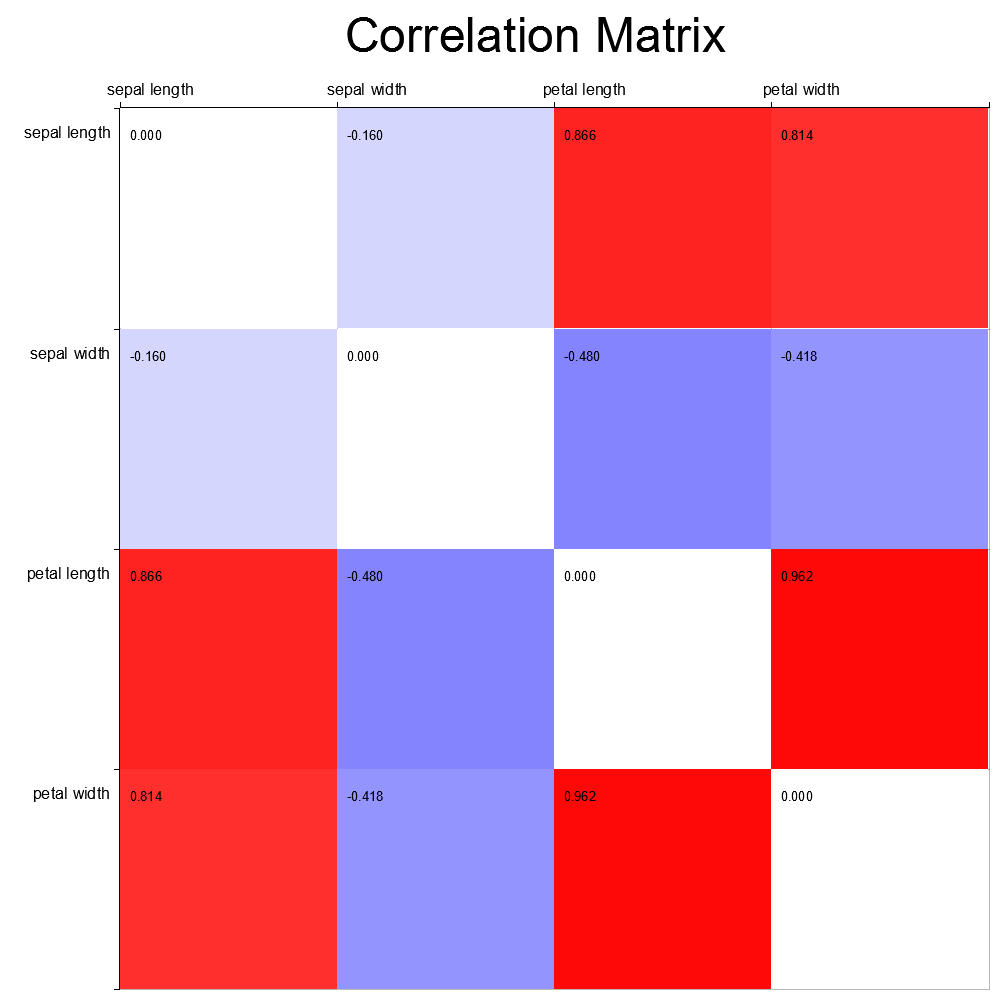 Correlation Matrix
sepal length sepal width petal length petal width
sepal length 0.000 -0.160 0.866 0.814
sepal width -0.160 0.000 -0.480 -0.418
petal length 0.866 -0.480 0.000 0.962
petal width 0.814 -0.418 0.962 0.000